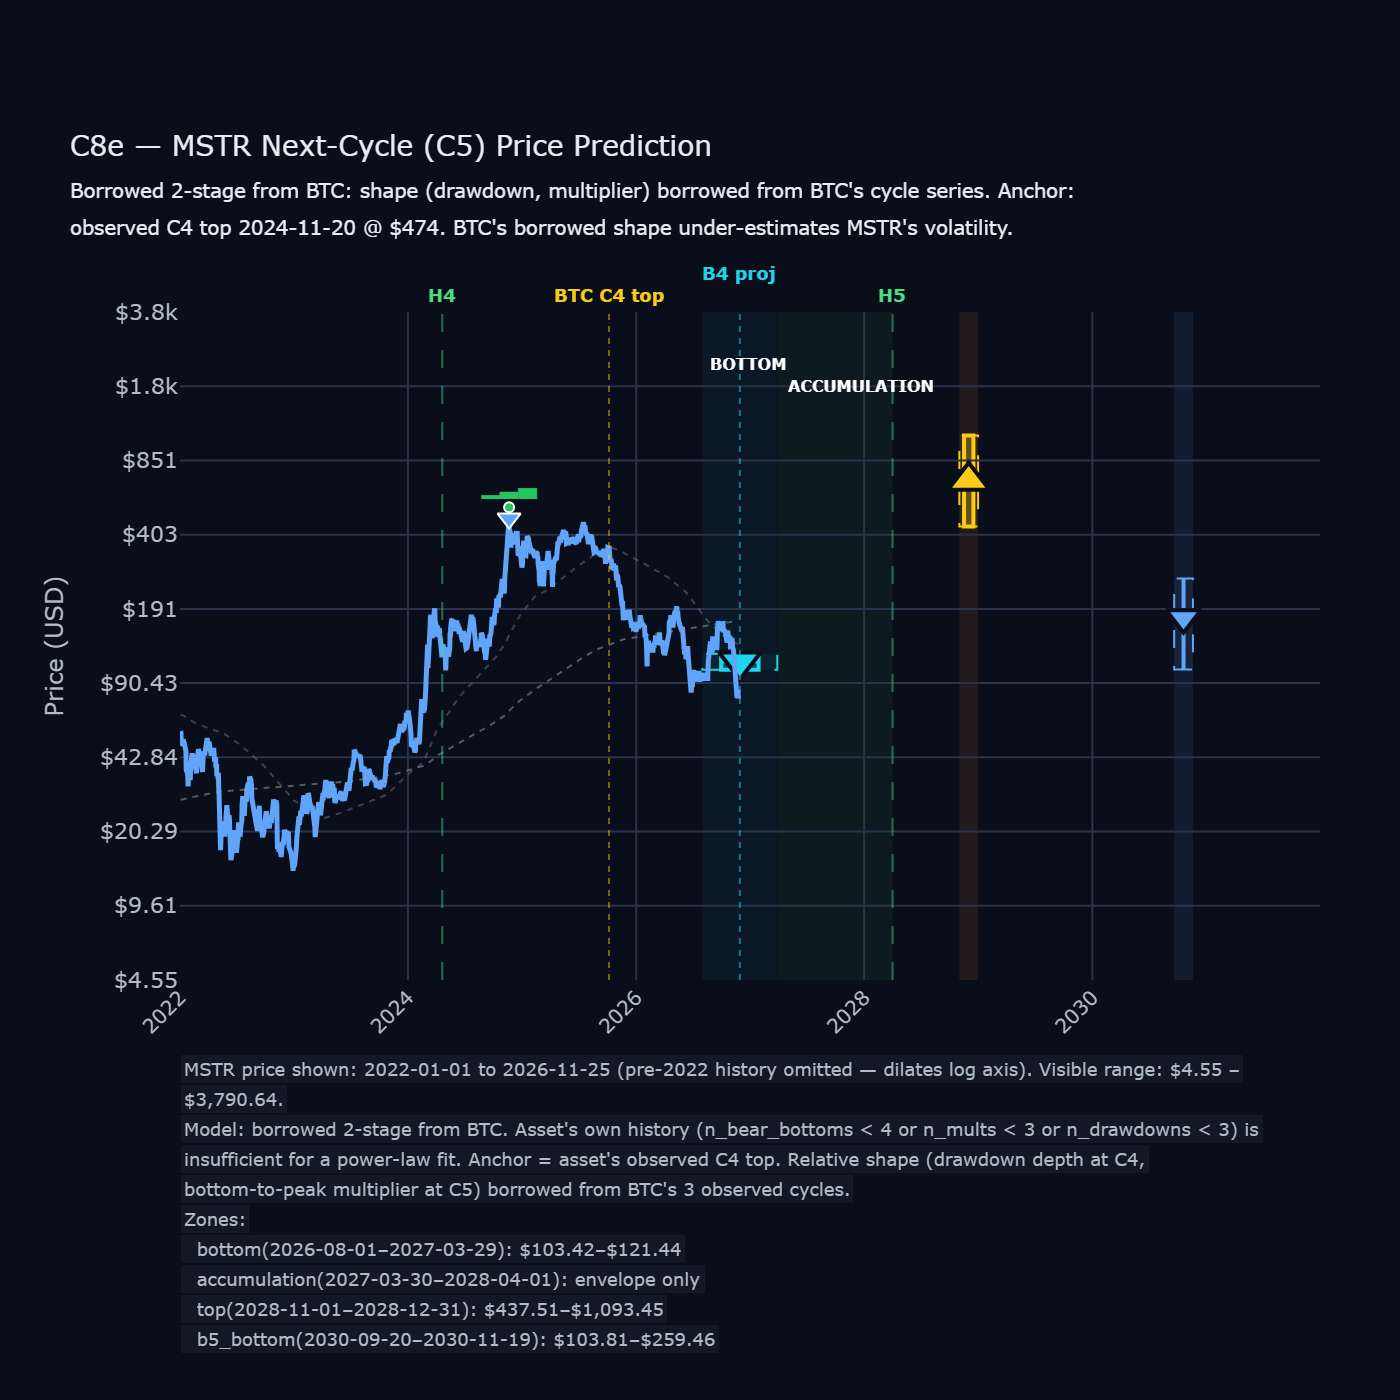 C8e — MSTR Next-Cycle (C5) Price Prediction
Borrowed 2-stage from BTC: shape (drawdown, multiplier) borrowed from BTC's cycle series. Anchor:
observed C4 top 2024-11-20 @ $474. BTC's borrowed shape under-estimates MSTR's volatility.
B4 proj
H4
BTC C4 top
H5
$3.8k
BOTTOM
$1.8k
ACCUMULATION
$851
$403
$191
$90.43
$42.84
$20.29
$9.61
$4.55
Price (USD)
2022
2024
2026
2028
2030
MSTR price shown: 2022-01-01 to 2026-11-25 (pre-2022 history omitted — dilates log axis). Visible range: $4.55 –
$3,790.64.
Model: borrowed 2-stage from BTC. Asset's own history (n_bear_bottoms < 4 or n_mults < 3 or n_drawdowns < 3) is
insufficient for a power-law fit. Anchor = asset's observed C4 top. Relative shape (drawdown depth at C4,
bottom-to-peak multiplier at C5) borrowed from BTC's 3 observed cycles.
Zones:
bottom(2026-08-01–2027-03-29): $103.42–$121.44
accumulation(2027-03-30–2028-04-01): envelope only
top(2028-11-01–2028-12-31): $437.51–$1,093.45
b5_bottom(2030-09-20–2030-11-19): $103.81–$259.46